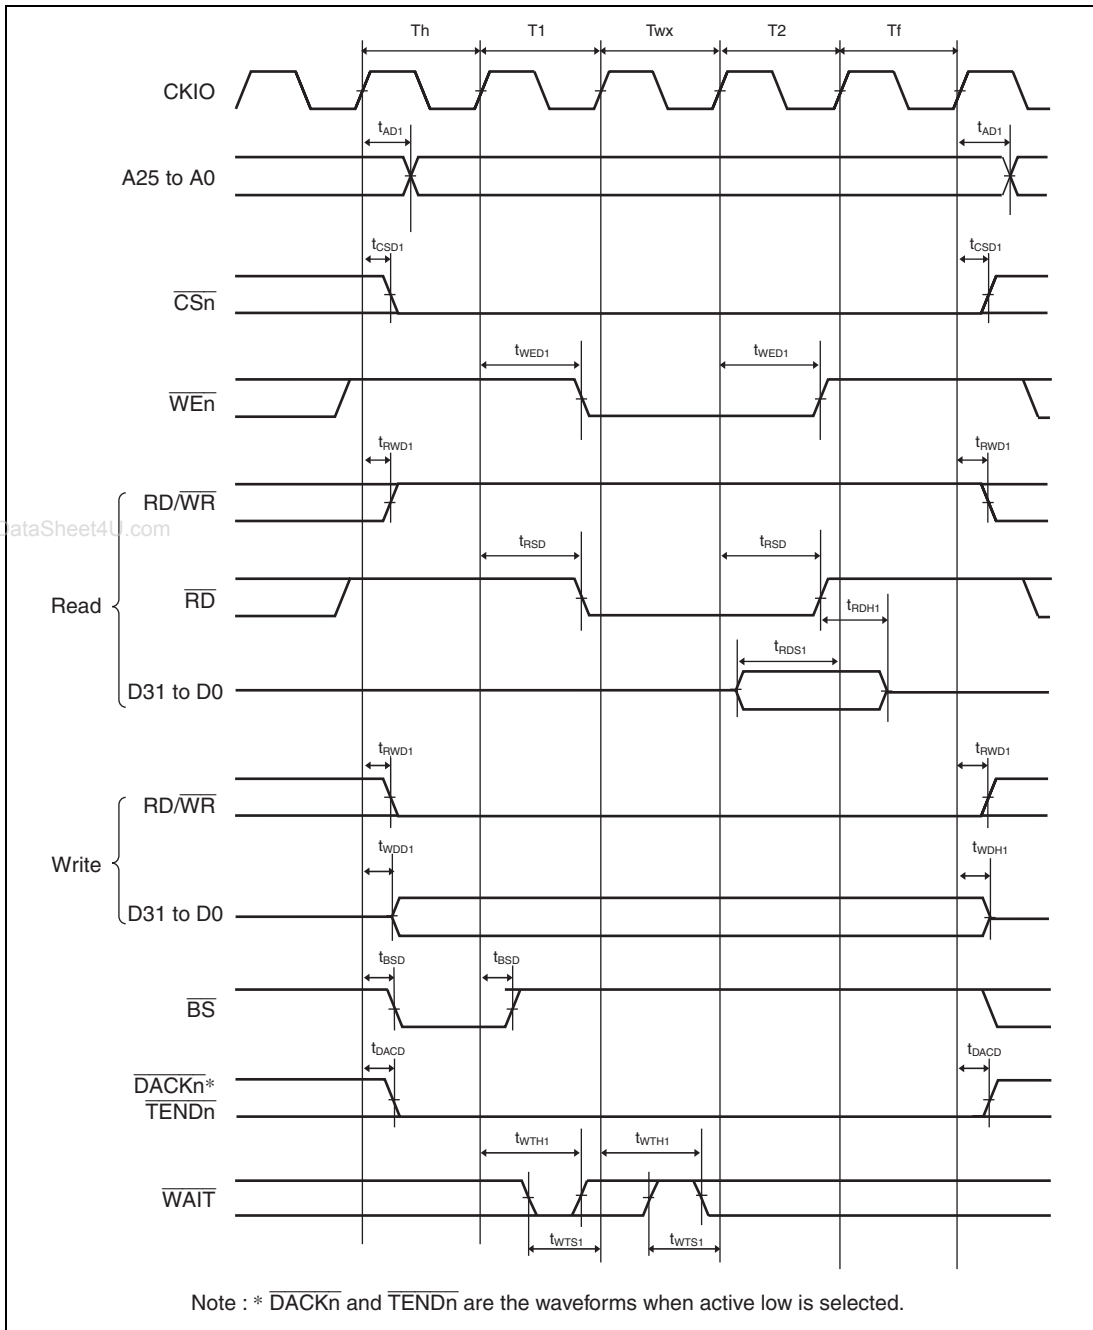 Th T1 Twx T2 Tf
CKIO
tAD1 tAD1
A25 to A0
tCSD1 tCSD1
CSn
tWED1 tWED1
WEn
tRWD1 tRWD1
RD/WR
DataSheet4U.com
tRSD tRSD
Read
RD
tRDH1
tRDS1
D31 to D0
tRWD1 tRWD1
RD/WR
tWDD1 tWDH1
Write
D31 to D0
tBSD tBSD
BS
tDACD tDACD
DACKn*
TENDn
tWTH1 tWTH1
WAIT
tWTS1 tWTS1
Note : * DACKn and TENDn are the waveforms when active low is selected.